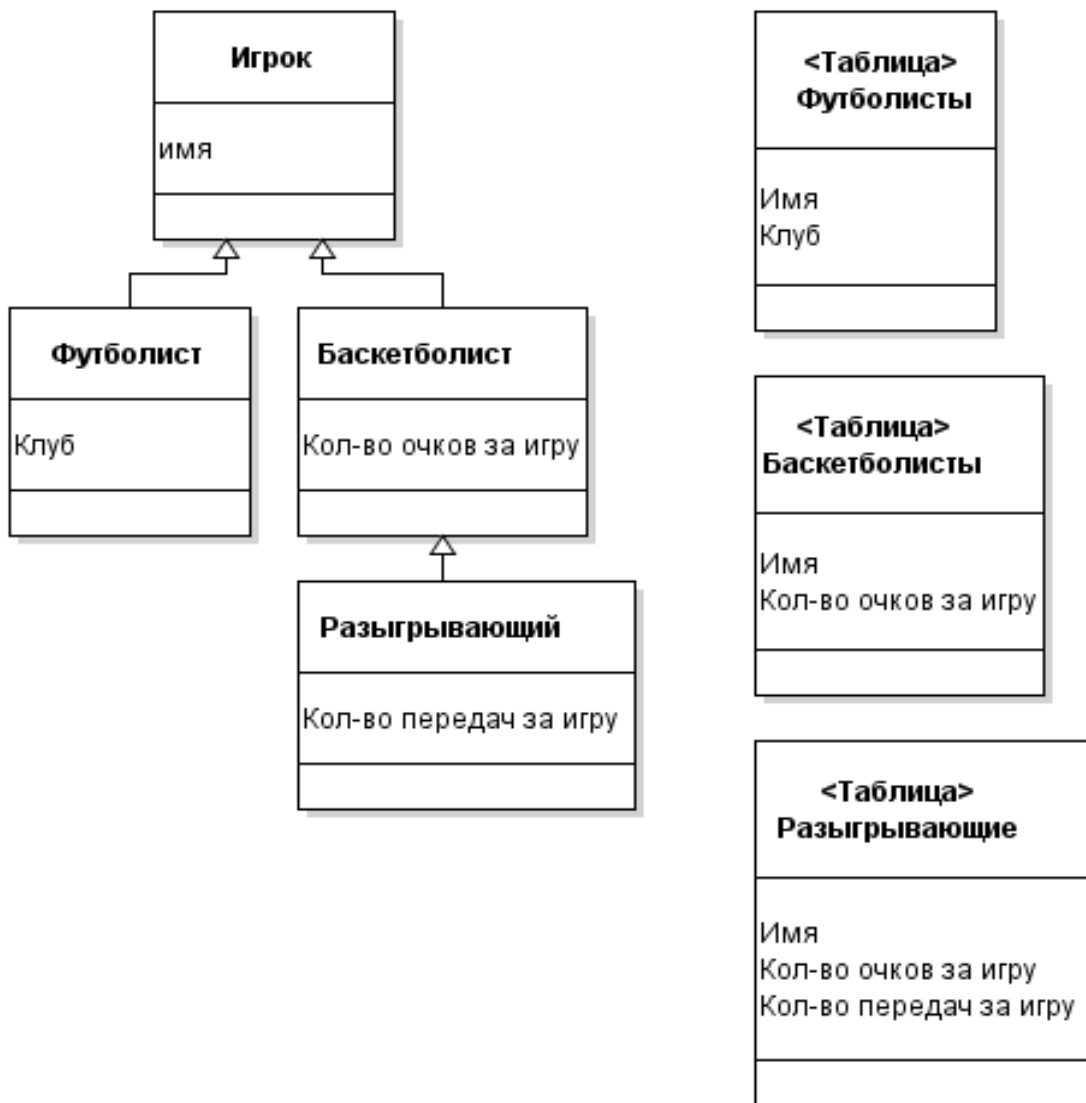 Игрок
имя
Футболист
Клуб
Баскетболист
Кол-во очков за игру
Разыгрывающий
Кол-во передач за игру
<Таблица>
Футболисты
Имя
Клуб
<Таблица>
Баскетболисты
Имя
Кол-во очков за игру
<Таблица>
Разыгрывающие
Имя
Кол-во очков за игру
Кол-во передач за игру